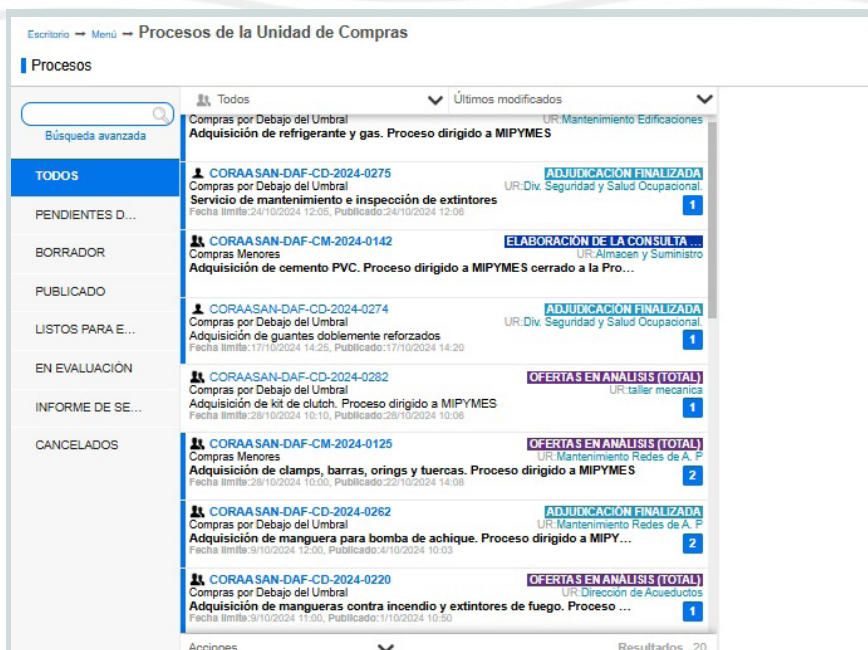 Escritorio → Menú → Procesos de la Unidad de Compras
Procesos
Búsqueda avanzada
TODOS
PENDIENTES D...
BORRADOR
PUBLICADO
LISTOS PARA E...
EN EVALUACIÓN
INFORME DE SE...
CANCELADOS
Todos
Últimos modificados
Compras por Debajo del Umbral UR:Mantenimiento Edificaciones
Adquisición de refrigerante y gas. Proceso dirigido a MIPYMES
CORAASAN-DAF-CD-2024-0275 ADJUDICACIÓN FINALIZADA
Compras por Debajo del Umbral UR:Div. Seguridad y Salud Ocupacional.
Servicio de mantenimiento e inspección de extintores
Fecha limite:24/10/2024 12:05, Publicado:24/10/2024 12:06 1
CORAASAN-DAF-CM-2024-0142 ELABORACIÓN DE LA CONSULTA ...
Compras Menores UR:Almacen y Suministro
Adquisición de cemento PVC. Proceso dirigido a MIPYMES cerrado a la Pro...
CORAASAN-DAF-CD-2024-0274 ADJUDICACIÓN FINALIZADA
Compras por Debajo del Umbral UR:Div. Seguridad y Salud Ocupacional.
Adquisición de guantes doblemente reforzados
Fecha limite:17/10/2024 14:25, Publicado:17/10/2024 14:20 1
CORAASAN-DAF-CD-2024-0282 OFERTAS EN ANÁLISIS (TOTAL)
Compras por Debajo del Umbral UR:taller mecanica
Adquisición de kit de clutch. Proceso dirigido a MIPYMES
Fecha limite:28/10/2024 10:10, Publicado:28/10/2024 10:06 1
CORAASAN-DAF-CM-2024-0125 OFERTAS EN ANÁLISIS (TOTAL)
Compras Menores UR:Mantenimiento Redes de A. P
Adquisición de clamps, barras, orings y tuercas. Proceso dirigido a MIPYMES
Fecha limite:28/10/2024 10:00, Publicado:22/10/2024 14:08 2
CORAASAN-DAF-CD-2024-0262 ADJUDICACIÓN FINALIZADA
Compras por Debajo del Umbral UR:Mantenimiento Redes de A. P
Adquisición de manguera para bomba de achique. Proceso dirigido a MIPY...
Fecha limite:9/10/2024 12:00, Publicado:4/10/2024 10:03 2
CORAASAN-DAF-CD-2024-0220 OFERTAS EN ANÁLISIS (TOTAL)
Compras por Debajo del Umbral UR:Dirección de Acueductos
Adquisición de mangueras contra incendio y extintores de fuego. Proceso ...
Fecha limite:9/10/2024 11:00, Publicado:1/10/2024 10:50 1
Acciones
Resultados 20